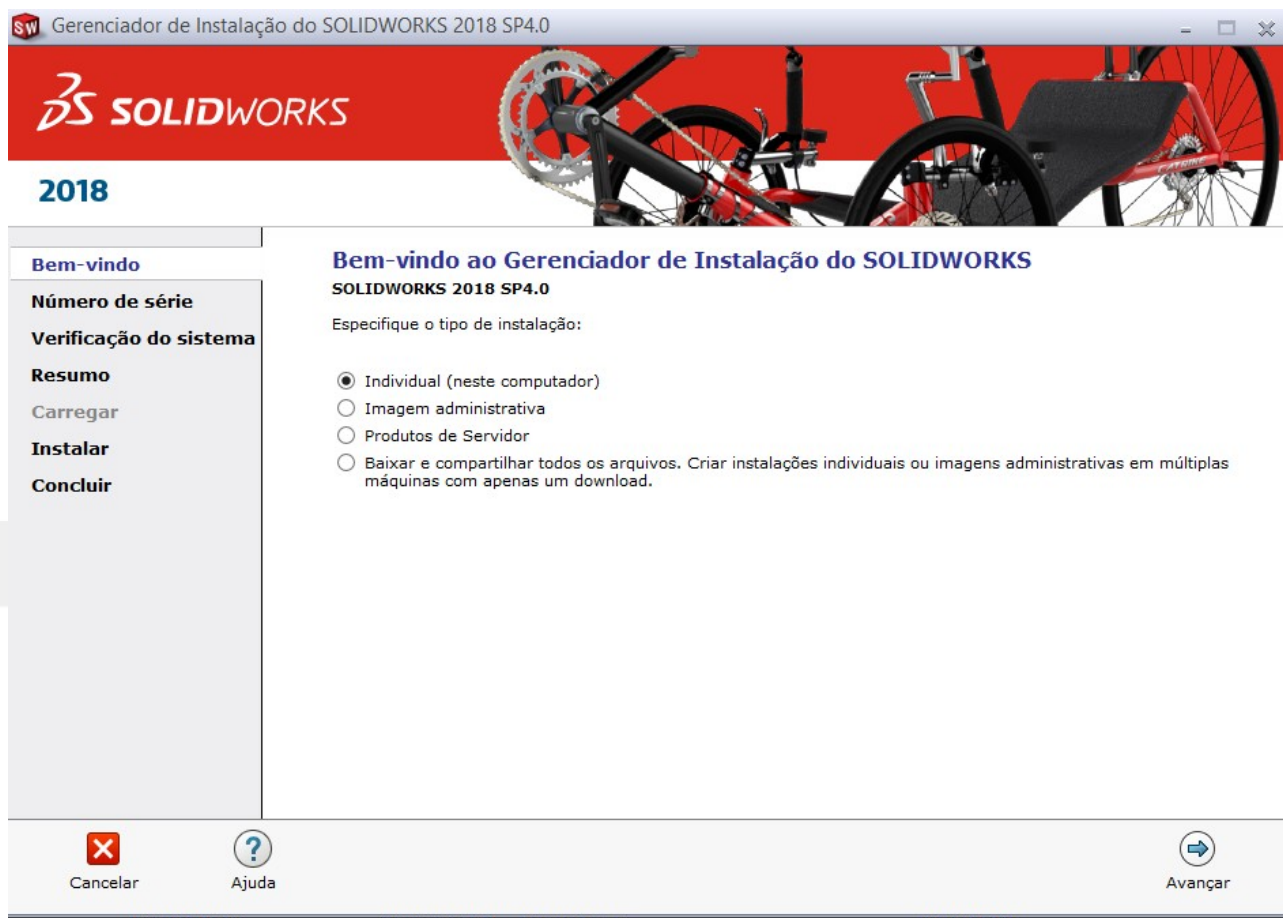 SW Gerenciador de Instalação do SOLIDWORKS 2018 SP4.0
3S SOLIDWORKS
2018
Bem-vindo
Número de série
Verificação do sistema
Resumo
Carregar
Instalar
Concluir
Bem-vindo ao Gerenciador de Instalação do SOLIDWORKS
SOLIDWORKS 2018 SP4.0
Especifique o tipo de instalação:
Individual (neste computador)
Imagem administrativa
Produtos de Servidor
Baixar e compartilhar todos os arquivos. Criar instalações individuais ou imagens administrativas em múltiplas
máquinas com apenas um download.
Cancelar
Ajuda
Avançar